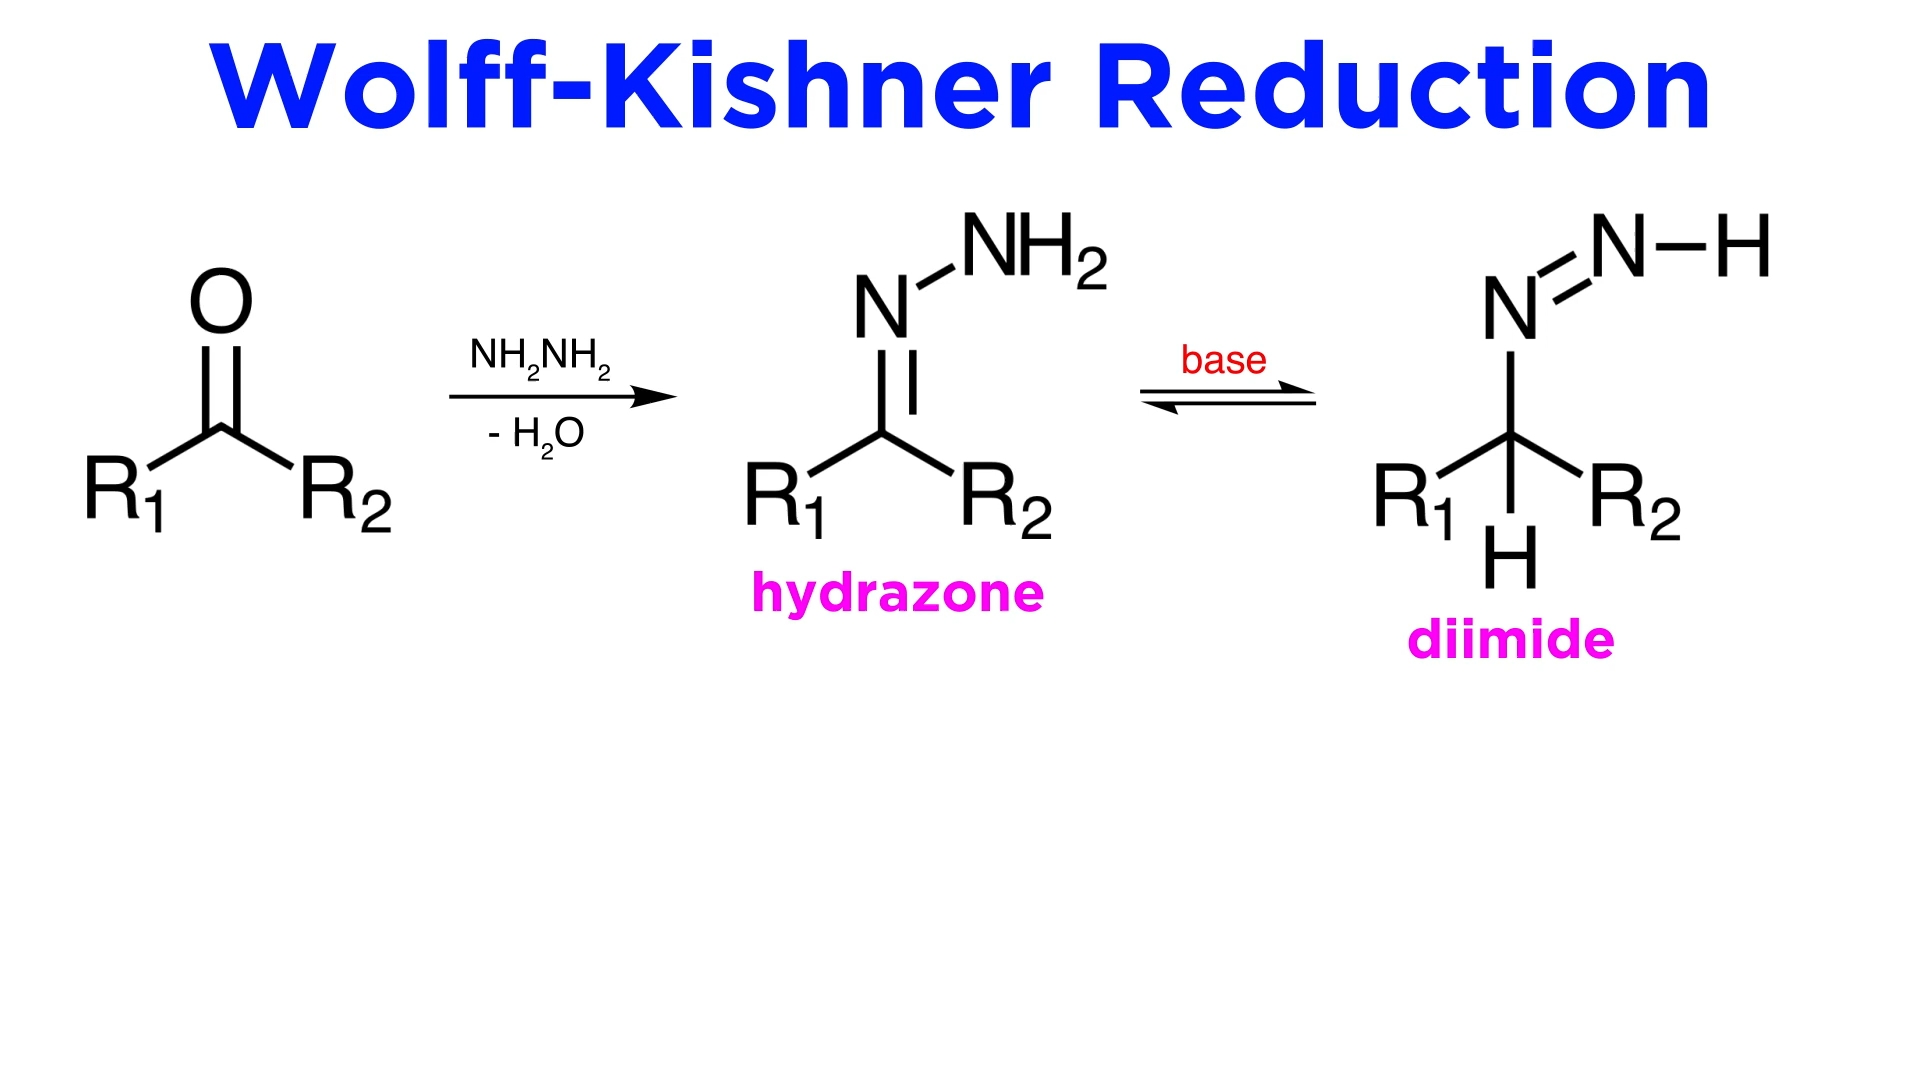 Wolff-Kishner Reduction
O
R1 R2
NH2NH2
- H2O
N NH2
R1 R2
hydrazone
base
N N H
R1 R2
H
diimide